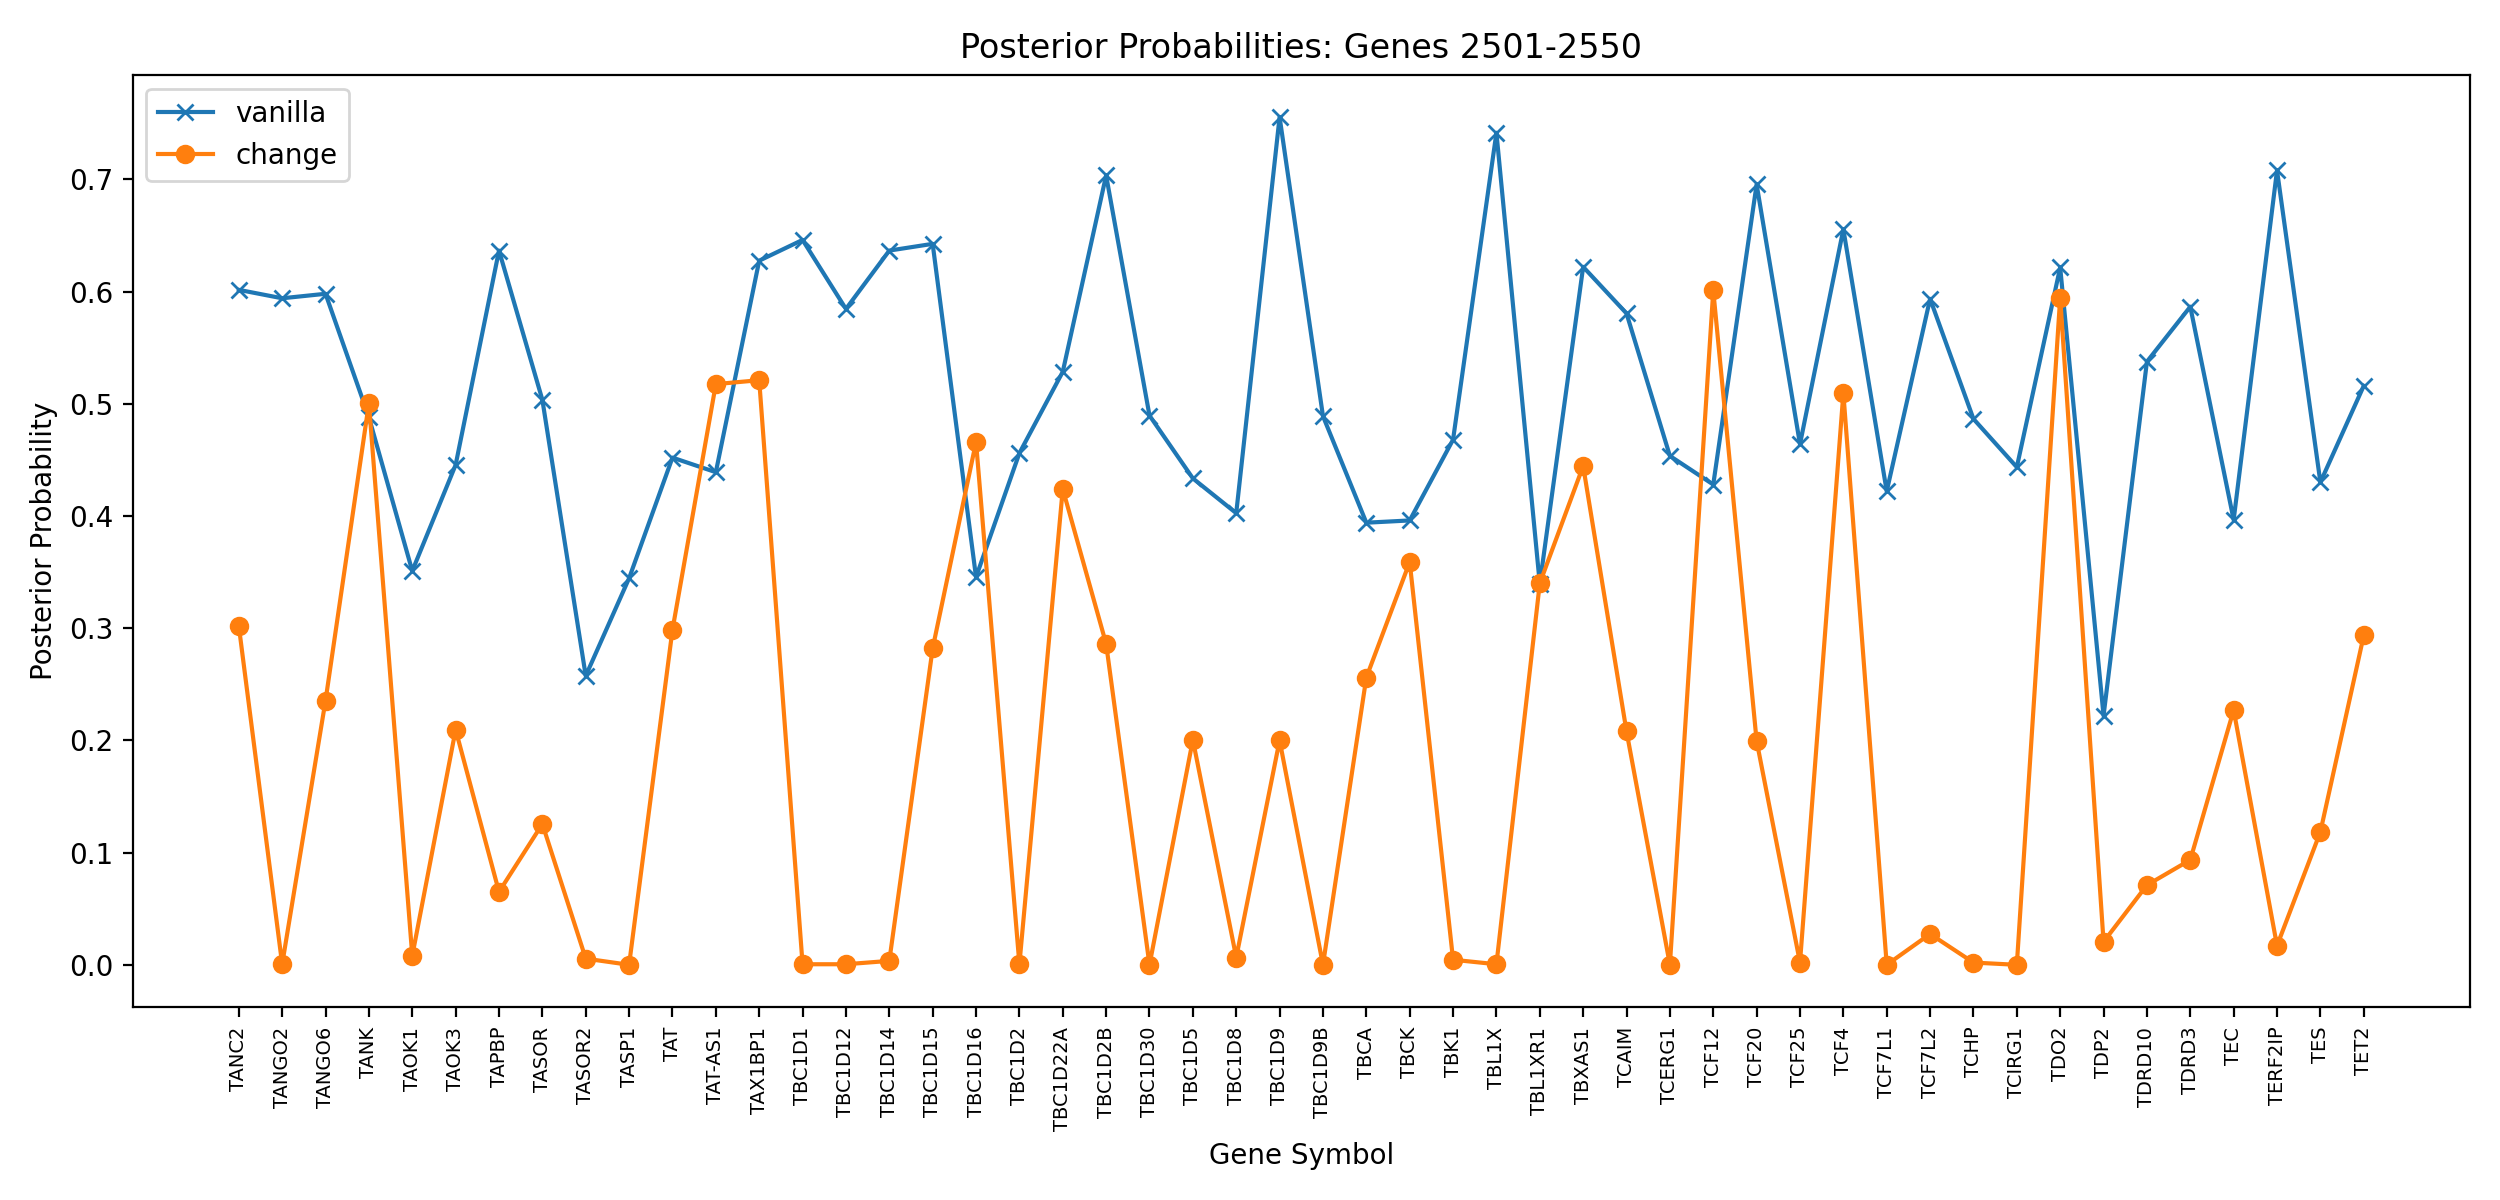 Posterior Probabilities: Genes 2501-2550
vanilla
change
Posterior Probability
0.7
0.6
0.5
0.4
0.3
0.2
0.1
0.0
TANC2
TANGO2
TANGO6
TANK
TAOK1
TAOK3
TAPBP
TASOR
TASOR2
TASP1
TAT
TAT-AS1
TAX1BP1
TBC1D1
TBC1D12
TBC1D14
TBC1D15
TBC1D16
TBC1D2
TBC1D22A
TBC1D2B
TBC1D30
TBC1D5
TBC1D8
TBC1D9
TBC1D9B
TBCA
TBCK
TBK1
TBL1X
TBL1XR1
TBXAS1
TCAIM
TCERG1
TCF12
TCF20
TCF25
TCF4
TCF7L1
TCF7L2
TCHP
TCIRG1
TDO2
TDP2
TDRD10
TDRD3
TEC
TERF2IP
TES
TET2
Gene Symbol